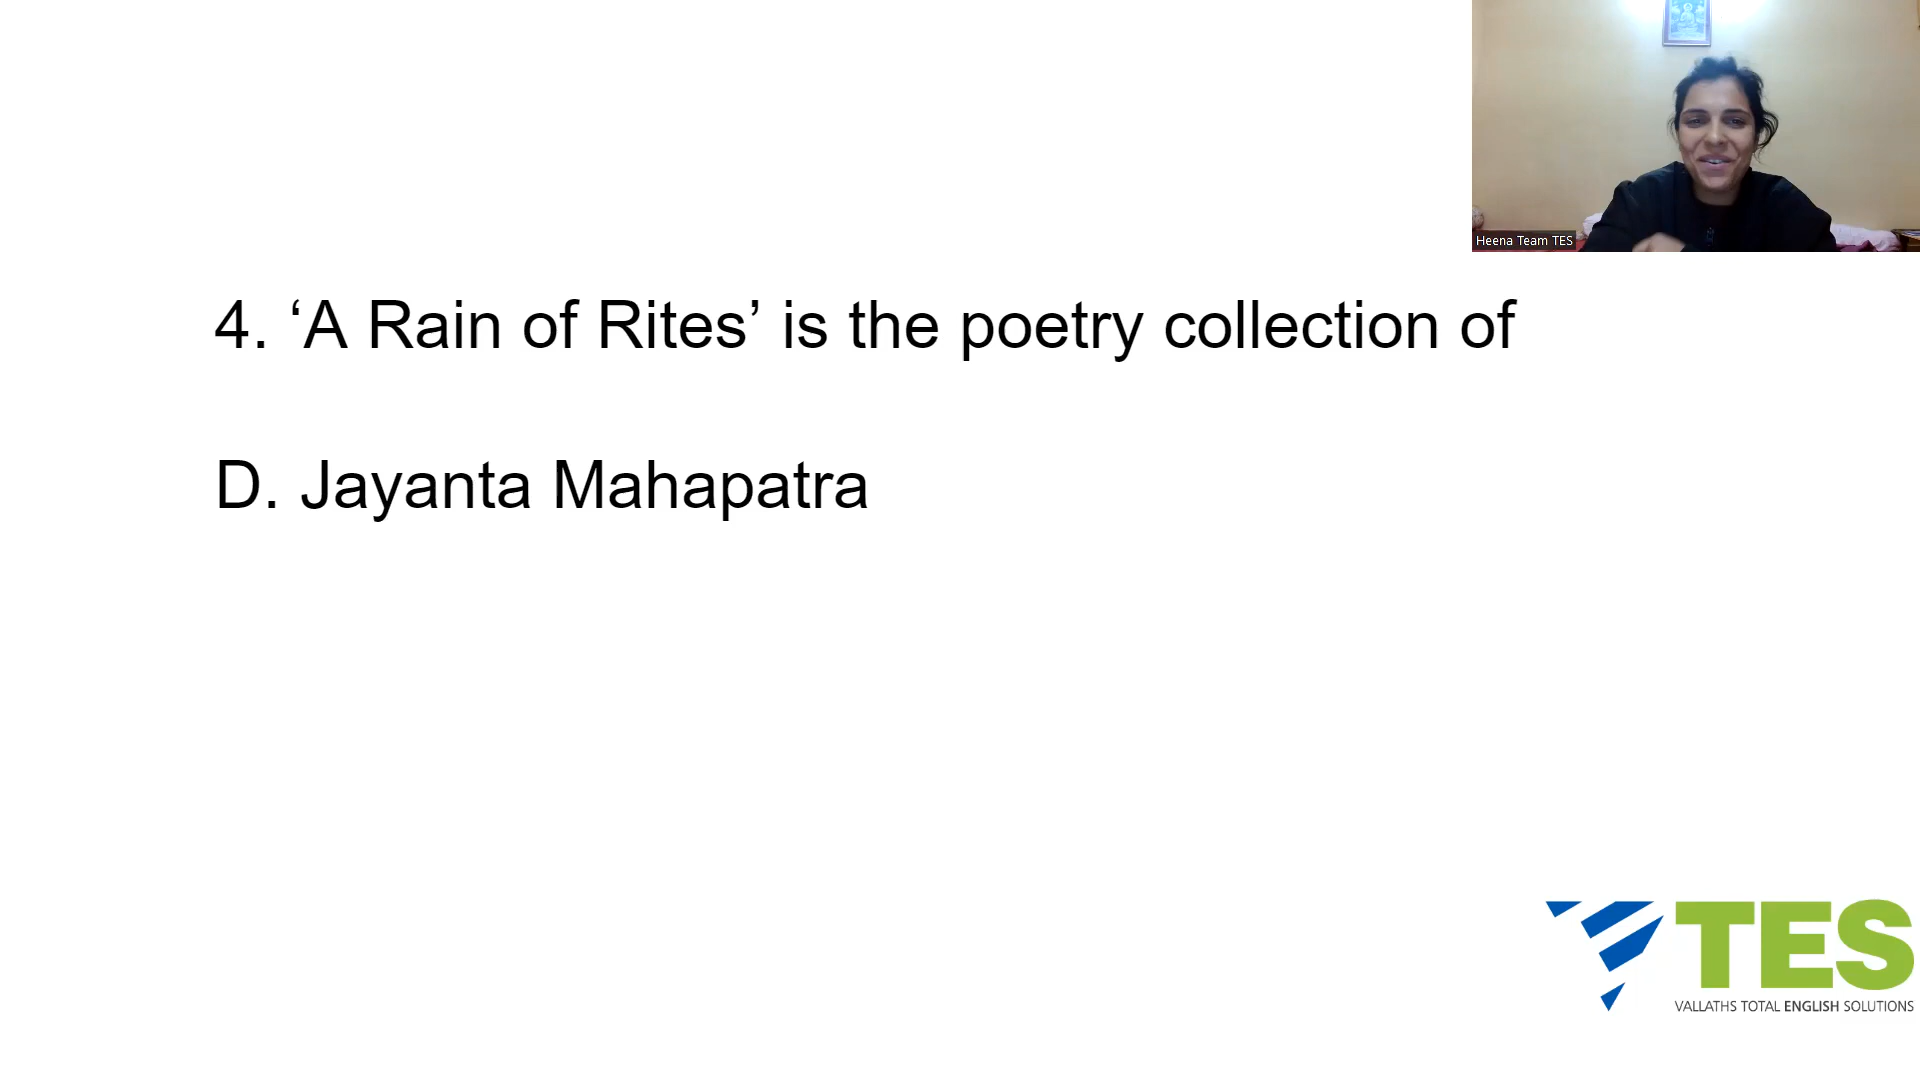 Heena Team TES
4. ‘A Rain of Rites’ is the poetry collection of
D. Jayanta Mahapatra
TES
VALLATHS TOTAL ENGLISH SOLUTIONS